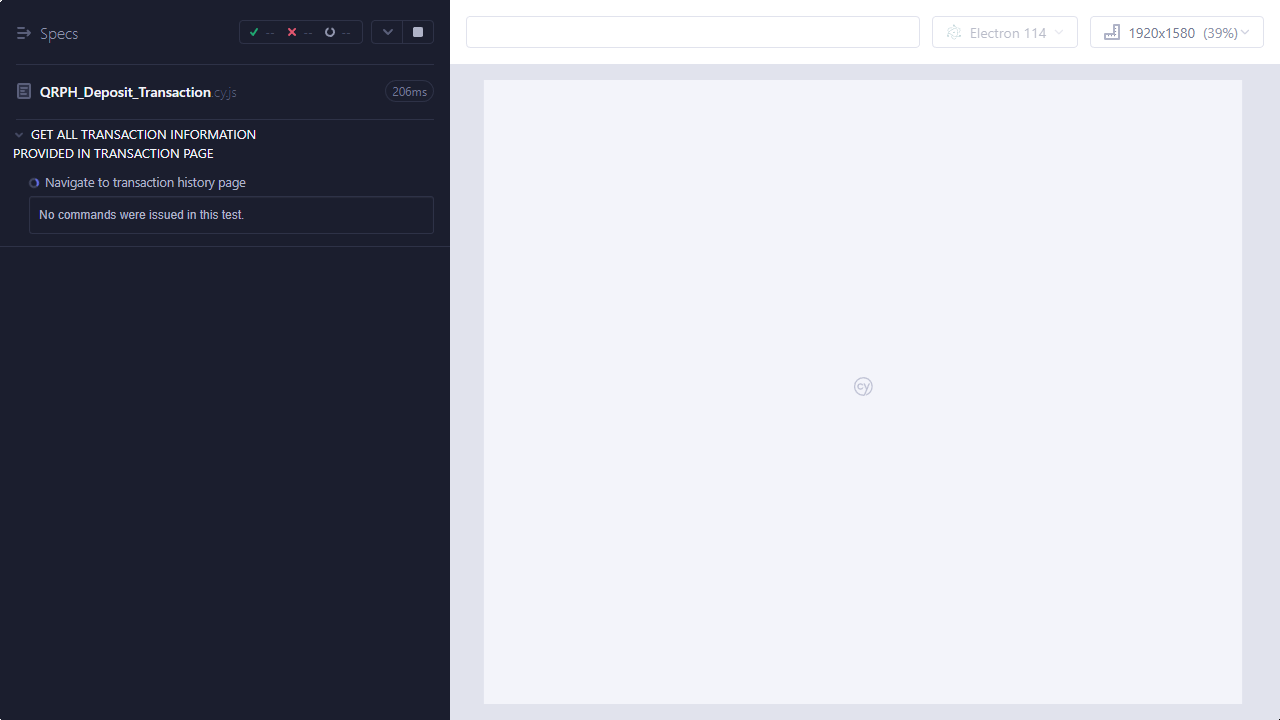 Specs -- -- --
Electron 114 1920x1580 (39%)
QRPH_Deposit_Transaction.cy.js 206ms
GET ALL TRANSACTION INFORMATION
PROVIDED IN TRANSACTION PAGE
Navigate to transaction history page
No commands were issued in this test.
cy